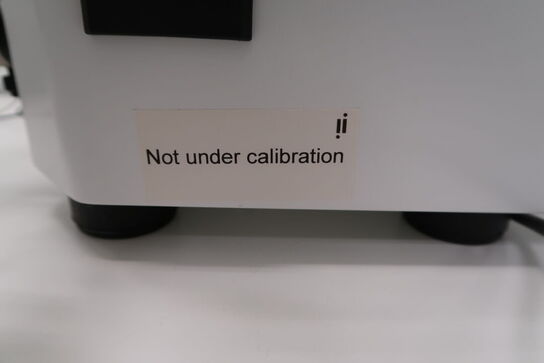 Not under calibration